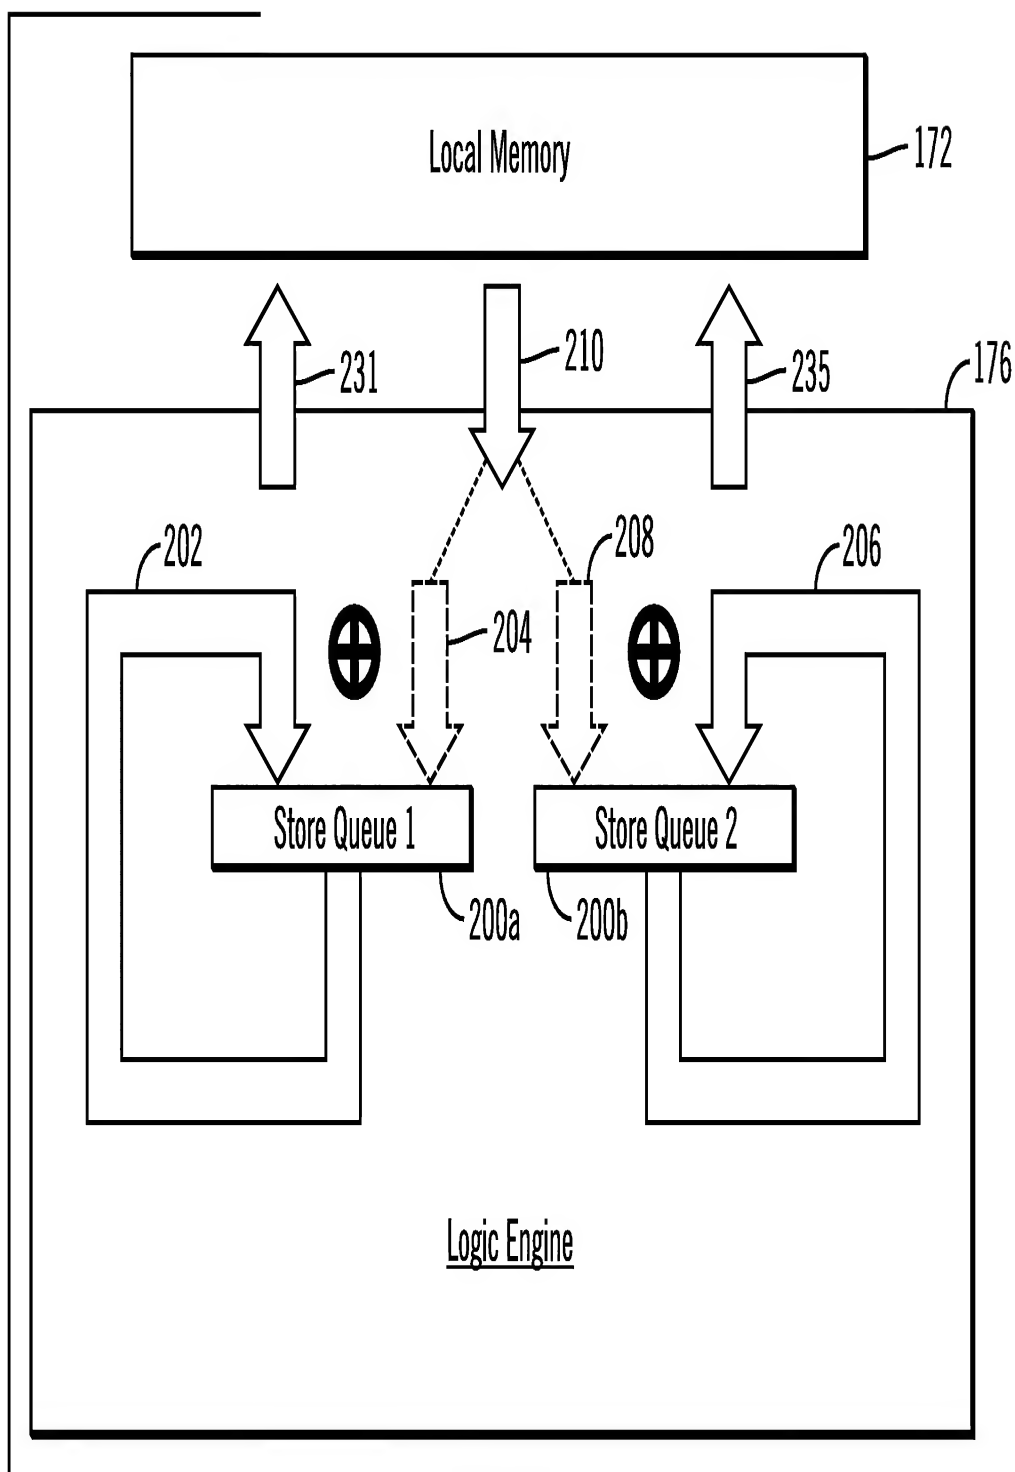 Local Memory
172
231
210
235
176
202
208
206
204
Store Queue 1
Store Queue 2
200a
200b
Logic Engine